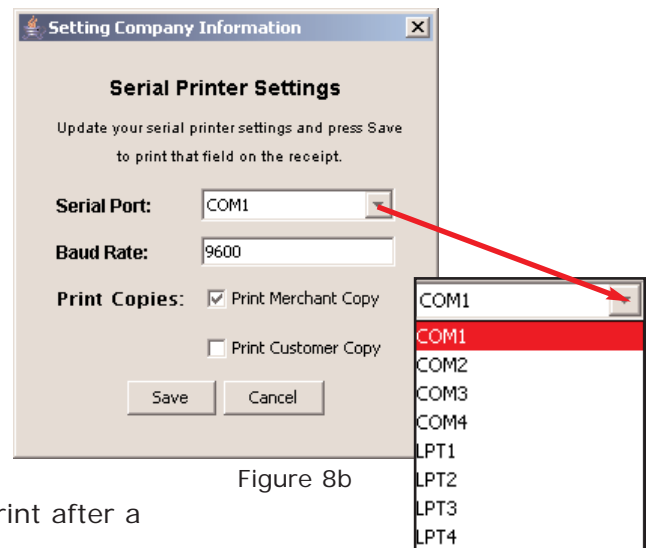 Setting Company Information
Serial Printer Settings
Update your serial printer settings and press Save
to print that field on the receipt.
Serial Port: COM1
Baud Rate: 9600
Print Copies: Print Merchant Copy
Print Customer Copy
Save Cancel
COM1
COM1
COM2
COM3
COM4
LPT1
LPT2
LPT3
LPT4
Figure 8b
rint after a